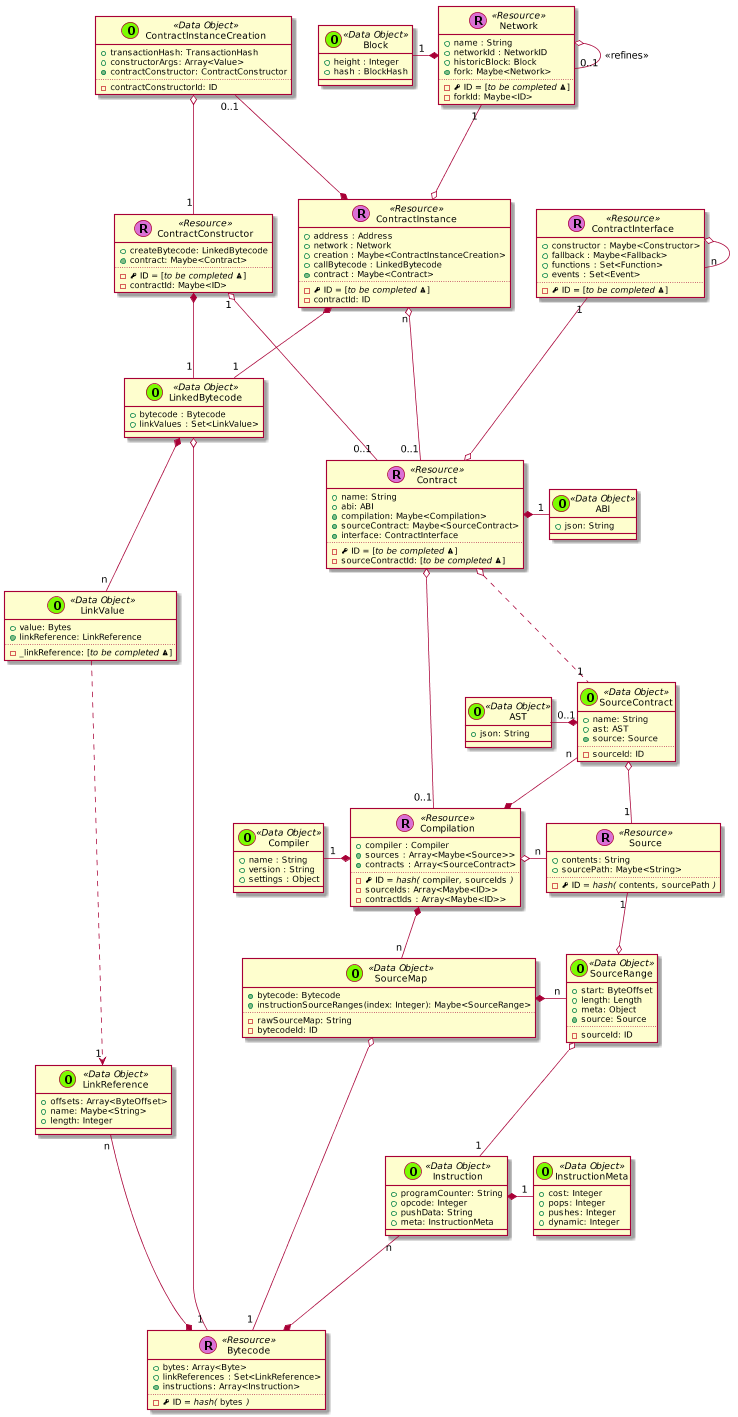 O «Data Object»
ContractInstanceCreation
transactionHash: TransactionHash
constructorArgs: Array<Value>
contractConstructor: ContractConstructor
contractConstructorId: ID
O «Data Object»
Block
height : Integer
hash : BlockHash
1
R «Resource»
Network
name : String
networkId : NetworkID
historicBlock: Block
fork: Maybe<Network>
ID = [to be completed ♟]
forkId: Maybe<ID>
0..1
«refines»
0..1
1
1
R «Resource»
ContractConstructor
createBytecode: LinkedBytecode
contract: Maybe<Contract>
ID = [to be completed ♟]
contractId: Maybe<ID>
R «Resource»
ContractInstance
address : Address
network : Network
creation : Maybe<ContractInstanceCreation>
callBytecode : LinkedBytecode
contract : Maybe<Contract>
ID = [to be completed ♟]
contractId: ID
R «Resource»
ContractInterface
constructor : Maybe<Constructor>
fallback : Maybe<Fallback>
functions : Set<Function>
events : Set<Event>
ID = [to be completed ♟]
n
1
n
1
1
1
O «Data Object»
LinkedBytecode
bytecode : Bytecode
linkValues : Set<LinkValue>
0..1
0..1
R «Resource»
Contract
name: String
abi: ABI
compilation: Maybe<Compilation>
sourceContract: Maybe<SourceContract>
interface: ContractInterface
ID = [to be completed ♟]
sourceContractId: [to be completed ♟]
1
O «Data Object»
ABI
json: String
n
O «Data Object»
LinkValue
value: Bytes
linkReference: LinkReference
_linkReference: [to be completed ♟]
1
O «Data Object»
AST
json: String
0..1
O «Data Object»
SourceContract
name: String
ast: AST
source: Source
sourceId: ID
n
0..1
1
O «Data Object»
Compiler
name : String
version : String
settings : Object
1
R «Resource»
Compilation
compiler : Compiler
sources : Array<Maybe<Source>>
contracts : Array<SourceContract>
ID = hash( compiler, sourceIds )
sourceIds: Array<Maybe<ID>>
contractIds : Array<Maybe<ID>>
n
R «Resource»
Source
contents: String
sourcePath: Maybe<String>
ID = hash( contents, sourcePath )
1
n
O «Data Object»
SourceMap
bytecode: Bytecode
instructionSourceRanges(index: Integer): Maybe<SourceRange>
rawSourceMap: String
bytecodeId: ID
n
O «Data Object»
SourceRange
start: ByteOffset
length: Length
meta: Object
source: Source
sourceId: ID
1
O «Data Object»
LinkReference
offsets: Array<ByteOffset>
name: Maybe<String>
length: Integer
n
1
O «Data Object»
Instruction
programCounter: String
opcode: Integer
pushData: String
meta: InstructionMeta
1
O «Data Object»
InstructionMeta
cost: Integer
pops: Integer
pushes: Integer
dynamic: Integer
n
1
1
R «Resource»
Bytecode
bytes: Array<Byte>
linkReferences : Set<LinkReference>
instructions: Array<Instruction>
ID = hash( bytes )